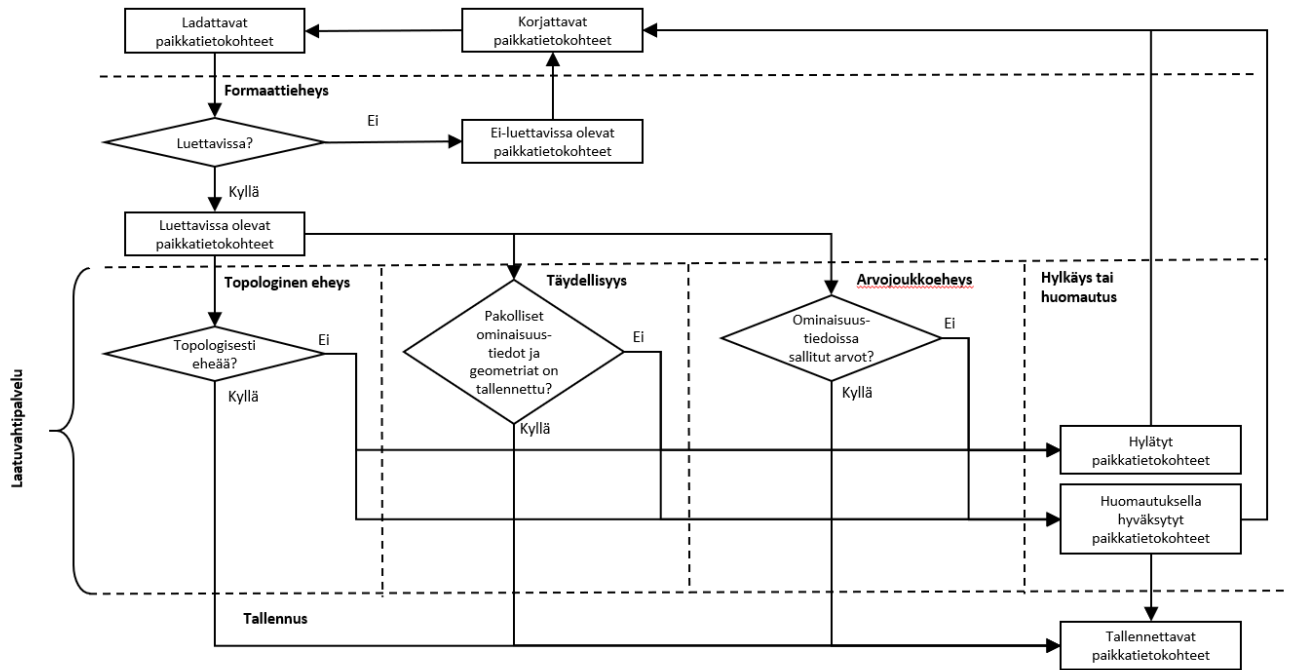 Ladattavat
paikkatietokohteet
Korjattavat
paikkatietokohteet
Formaattieheys
Luettavissa?
Ei
Ei-luettavissa olevat
paikkatietokohteet
Kyllä
Luettavissa olevat
paikkatietokohteet
Topologinen eheys
Täydellisyys
Arvojoukkoeheys
Hylkäys tai
huomautus
Topologisesti
eheää?
Ei
Kyllä
Pakolliset
ominaisuus-
tiedot ja
geometriat on
tallennettu?
Ei
Kyllä
Ominaisuus-
tiedoissa
sallitut arvot?
Ei
Kyllä
Laatuvahtipalvelu
Hylätyt
paikkatietokohteet
Huomautuksella
hyväksytyt
paikkatietokohteet
Tallennus
Tallennettavat
paikkatietokohteet